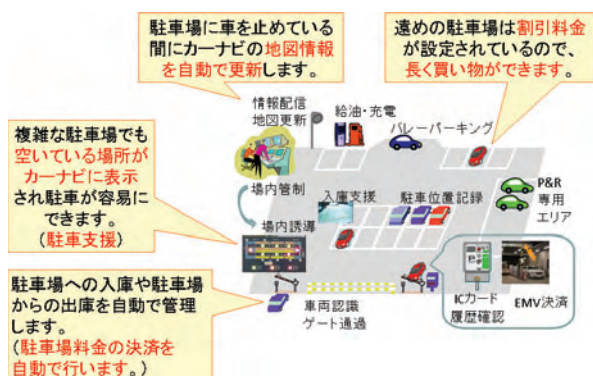 駐車場に車を止めている
間にカーナビの地図情報
を自動で更新します。
遠めの駐車場は割引料金
が設定されているので、
長く買い物ができます。
情報配信
地図更新
給油・充電
バレーパーキング
複雑な駐車場でも
空いている場所が
カーナビに表示
され駐車が容易に
できます。
(駐車支援)
場内管制
入庫支援
駐車位置記録
P&R
専用
エリア
場内誘導
駐車場への入庫や駐車場
からの出庫を自動で管理
します。
(駐車場料金の決済を
自動で行います。)
車両認識
ゲート通過
ICカード
履歴確認
EMV決済